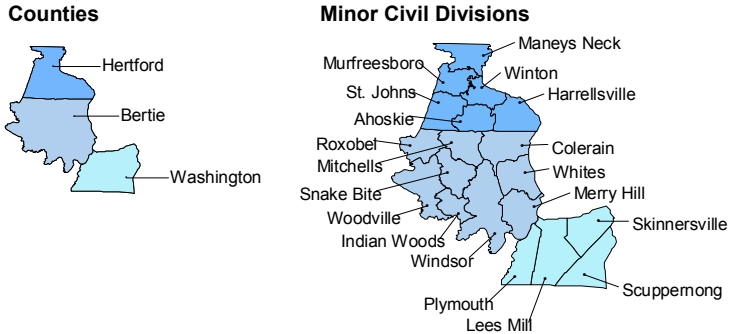 Counties
Hertford
Bertie
Washington
Minor Civil Divisions
Maneys Neck
Murfreesboro
Winton
St. Johns
Harrellsville
Ahoskie
Roxobel
Colerain
Mitchells
Whites
Snake Bite
Merry Hill
Woodville
Skinnersville
Indian Woods
Windsor
Scuppernong
Plymouth
Lees Mill